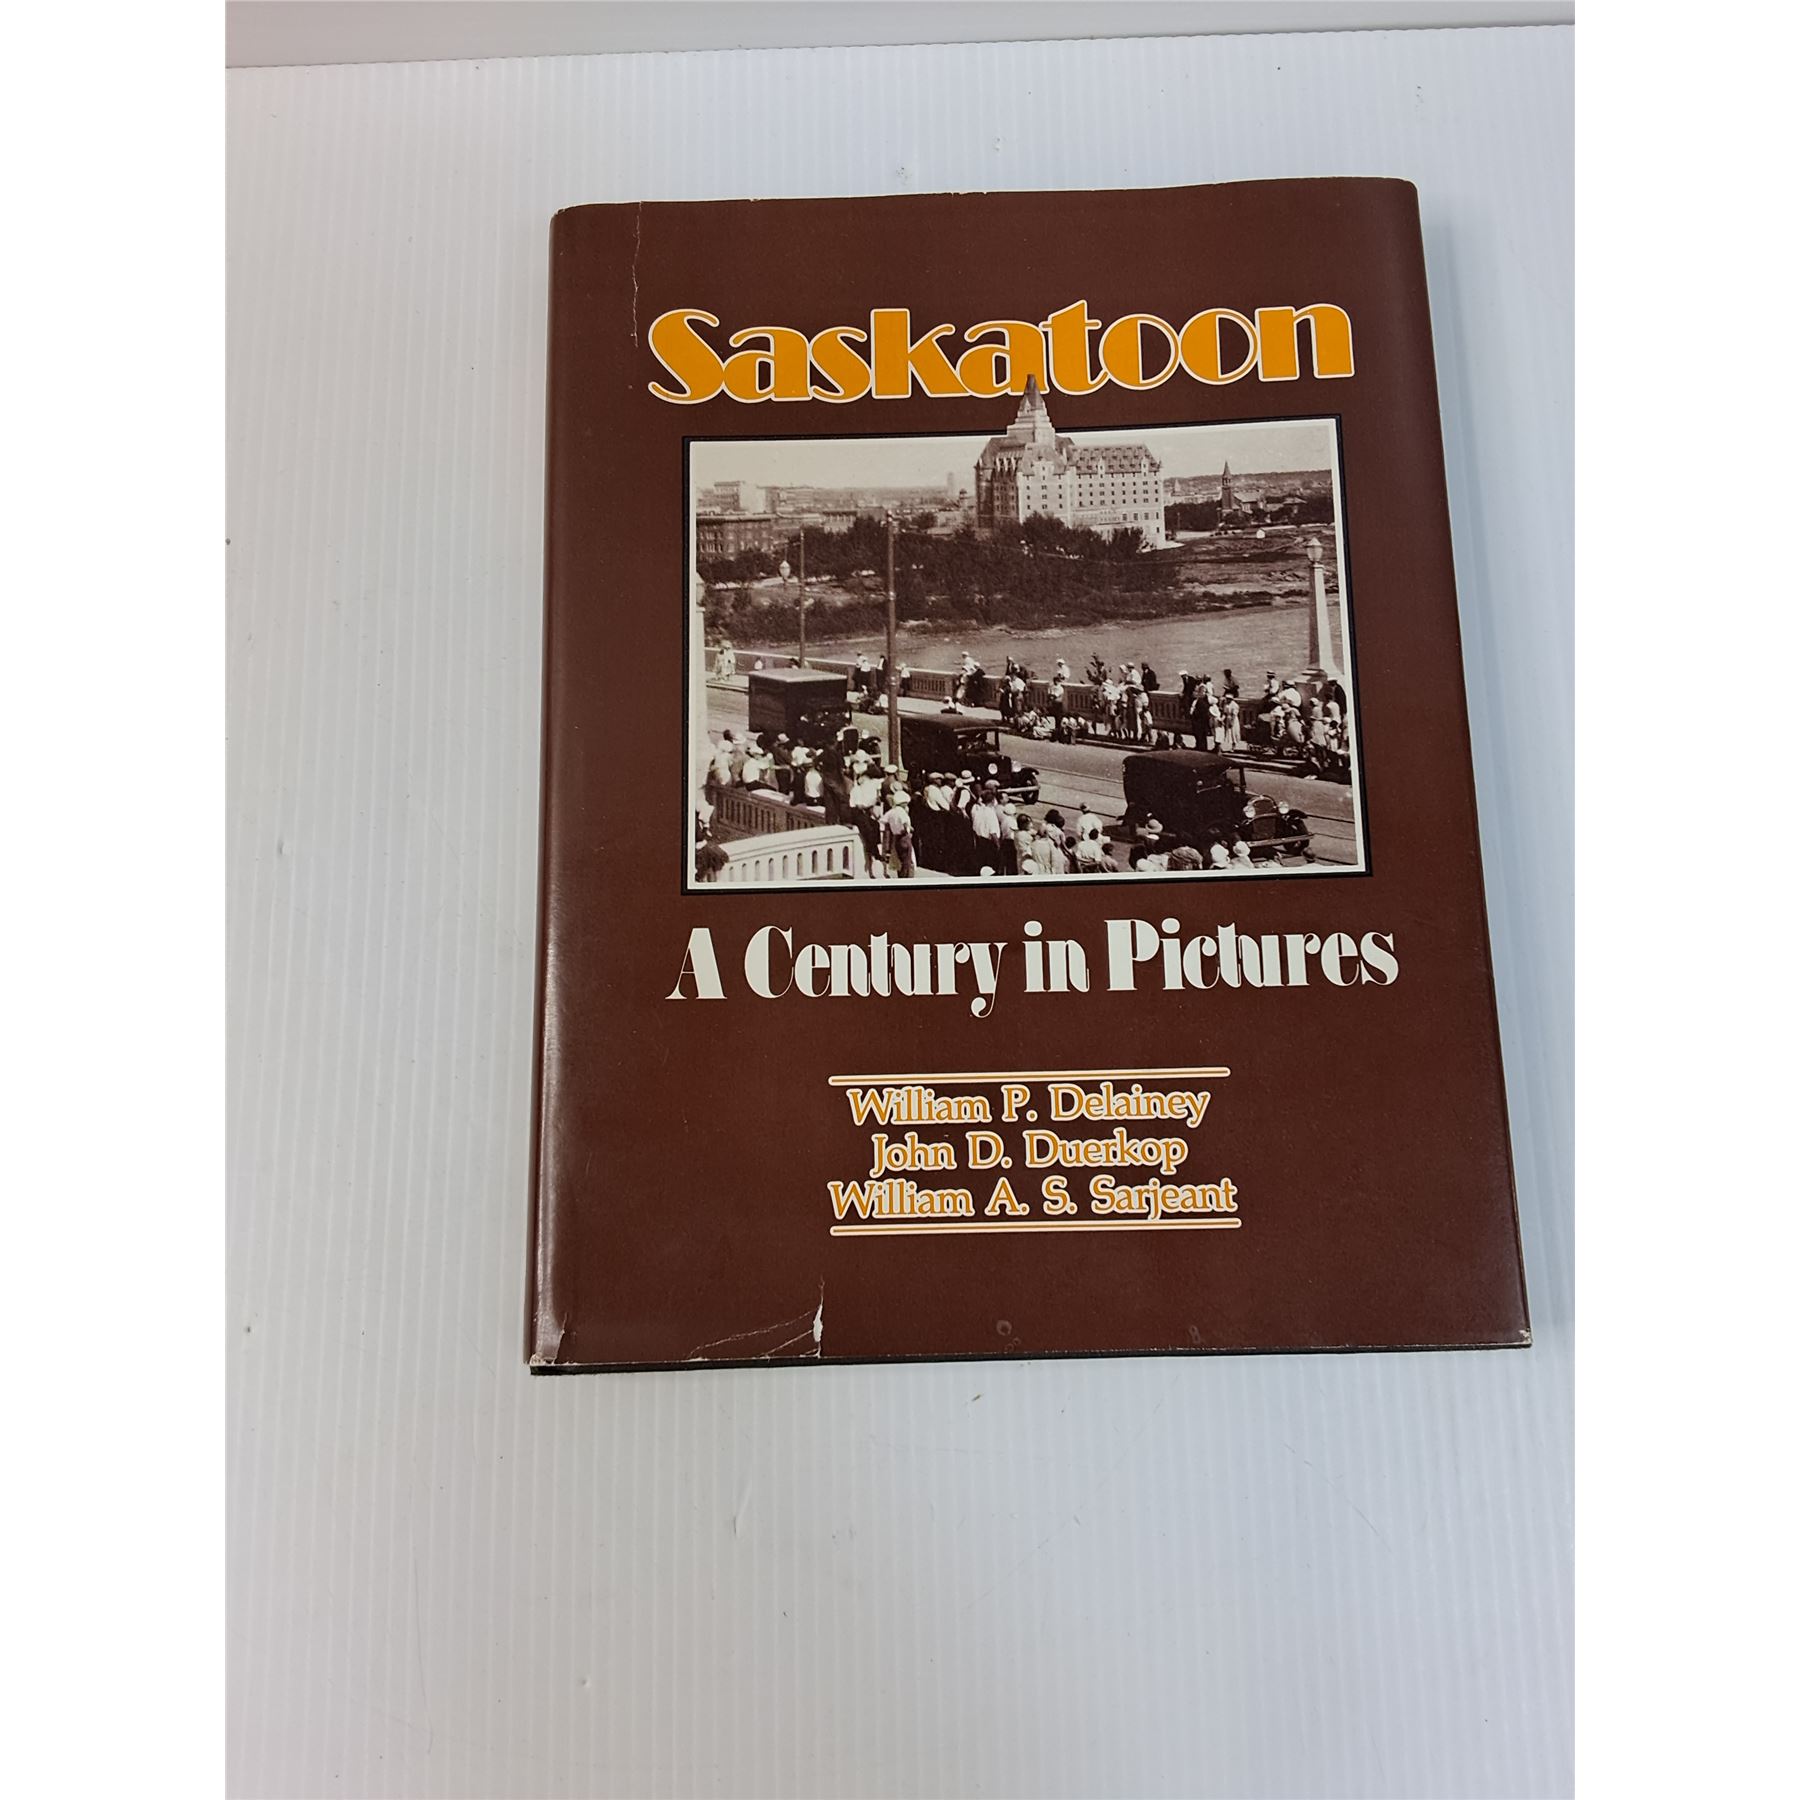 Saskatoon
A Century in Pictures
William P. Delainey
John D. Duerkop
William A. S. Sarjeant